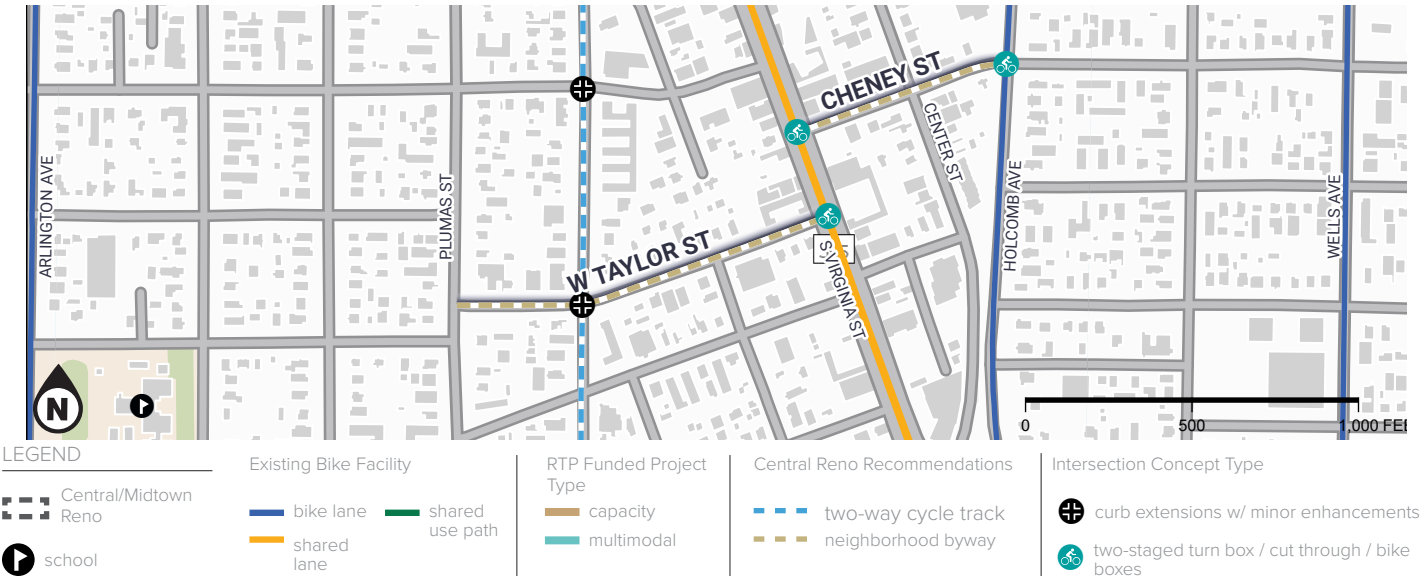 CHENEY ST
CENTER ST
ARLINGTON AVE
PLUMAS ST
HOLCOMB AVE
WELLS AVE
W TAYLOR ST
S VIRGINIA ST
N
0 500 1,000 FEE
LEGEND
Central/Midtown
Reno
school
Existing Bike Facility
bike lane
shared
use path
shared
lane
RTP Funded Project
Type
capacity
multimodal
Central Reno Recommendations
two-way cycle track
neighborhood byway
Intersection Concept Type
curb extensions w/ minor enhancements
two-staged turn box / cut through / bike
boxes